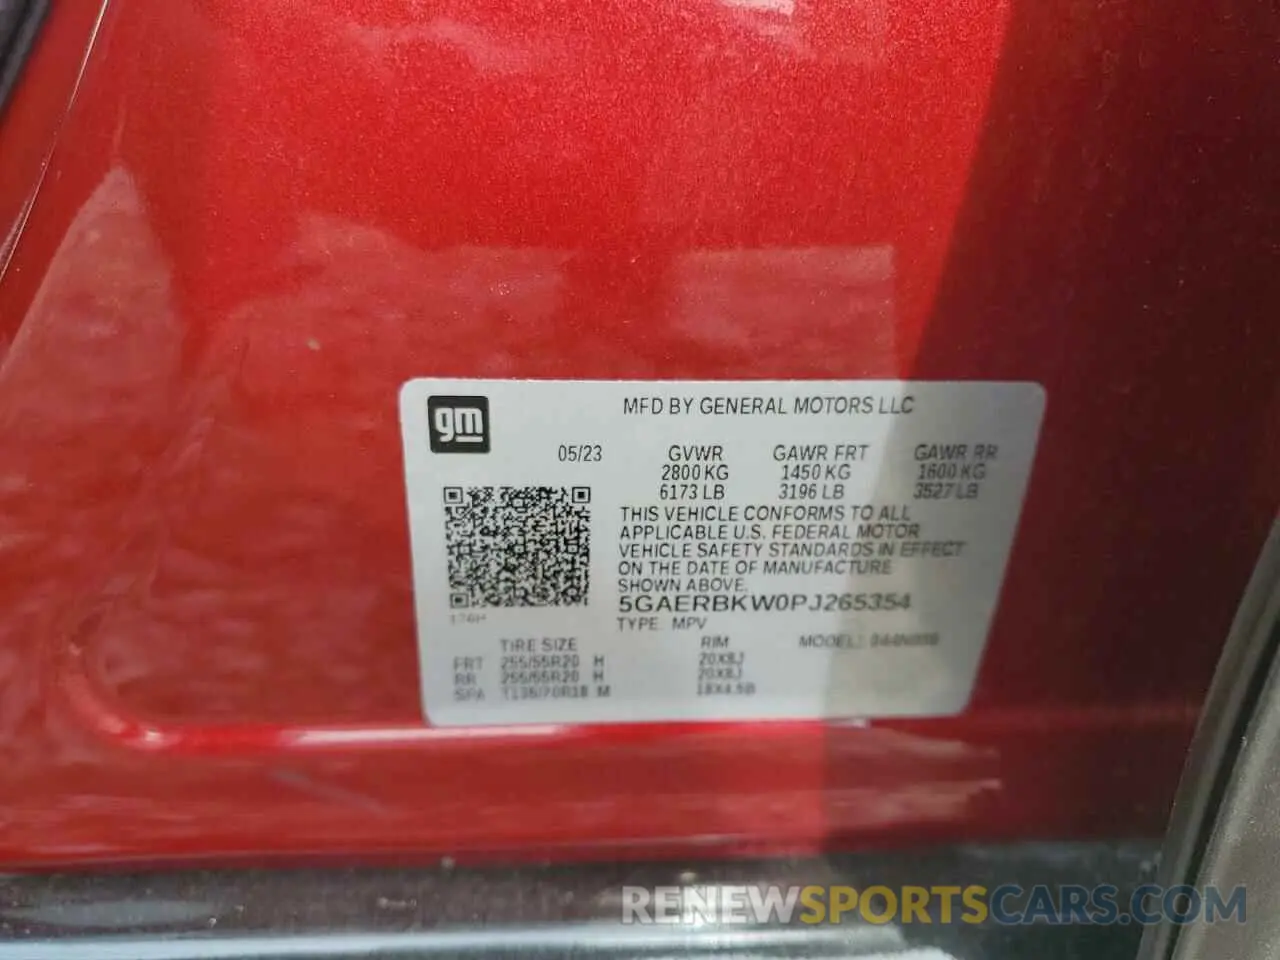 gm
MFD BY GENERAL MOTORS LLC
05/23 GVWR GAWR FRT GAWR RR
2800 KG 1450 KG 1600 KG
6173 LB 3196 LB 3527 LB
THIS VEHICLE CONFORMS TO ALL
APPLICABLE U.S. FEDERAL MOTOR
VEHICLE SAFETY STANDARDS IN EFFECT
ON THE DATE OF MANUFACTURE
SHOWN ABOVE.
5GAERBKW0PJ265354
TYPE MPV
TIRE SIZE RIM MODEL:
FRT 255/55R20 H 20X8J
RR 255/55R20 H 20X8J
SPA T135/70R18 M 18X4.5B
RENEWSPORTSCARS.COM